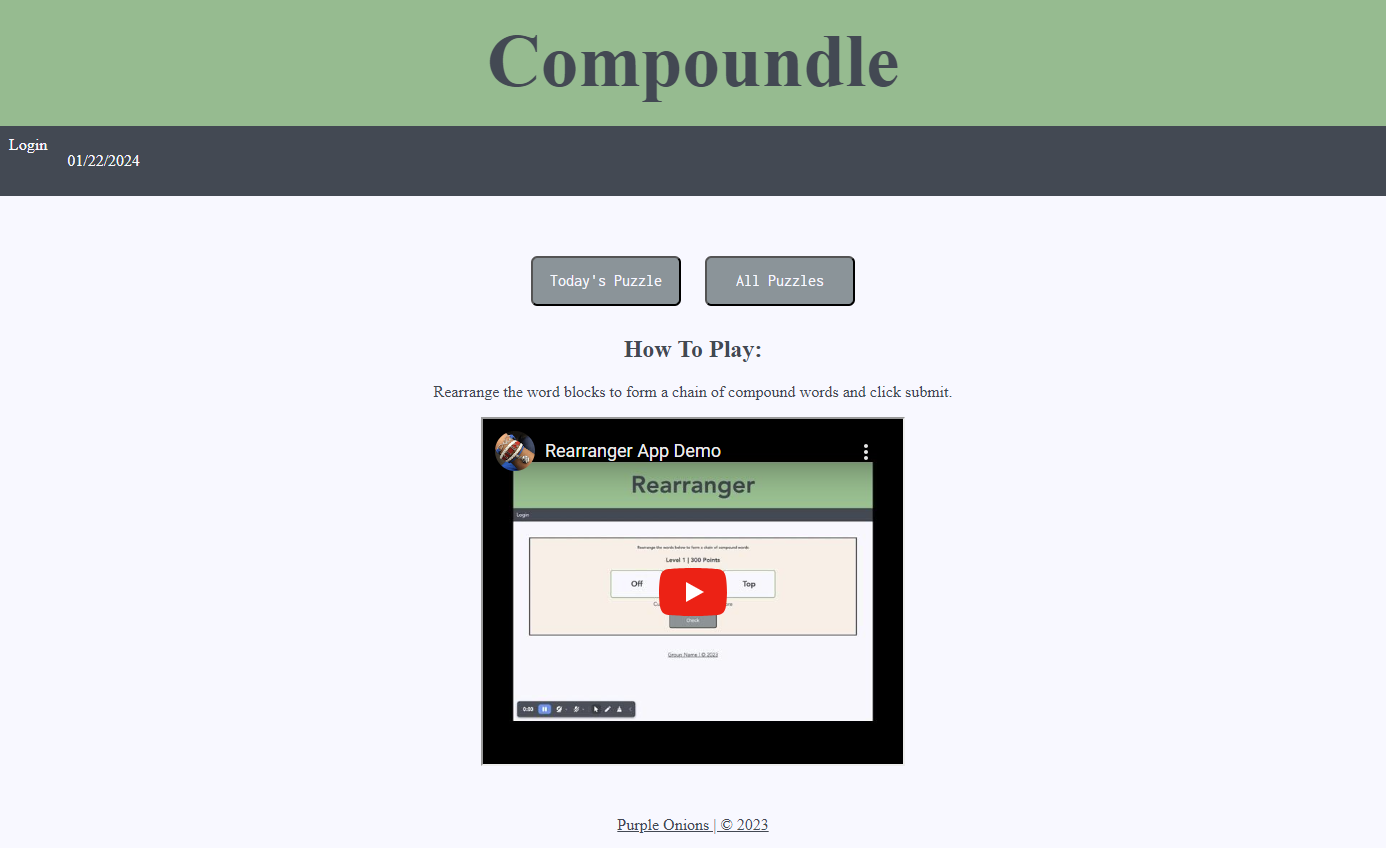 Compoundle
Login
01/22/2024
Today's Puzzle
All Puzzles
How To Play:
Rearrange the word blocks to form a chain of compound words and click submit.
Rearranger App Demo
Rearranger
Login
Rearrange the words below to form a chain of compound words
Level 1 | 300 Points
Off
Top
Check
Group Name | © 2023
0:00
Purple Onions | © 2023